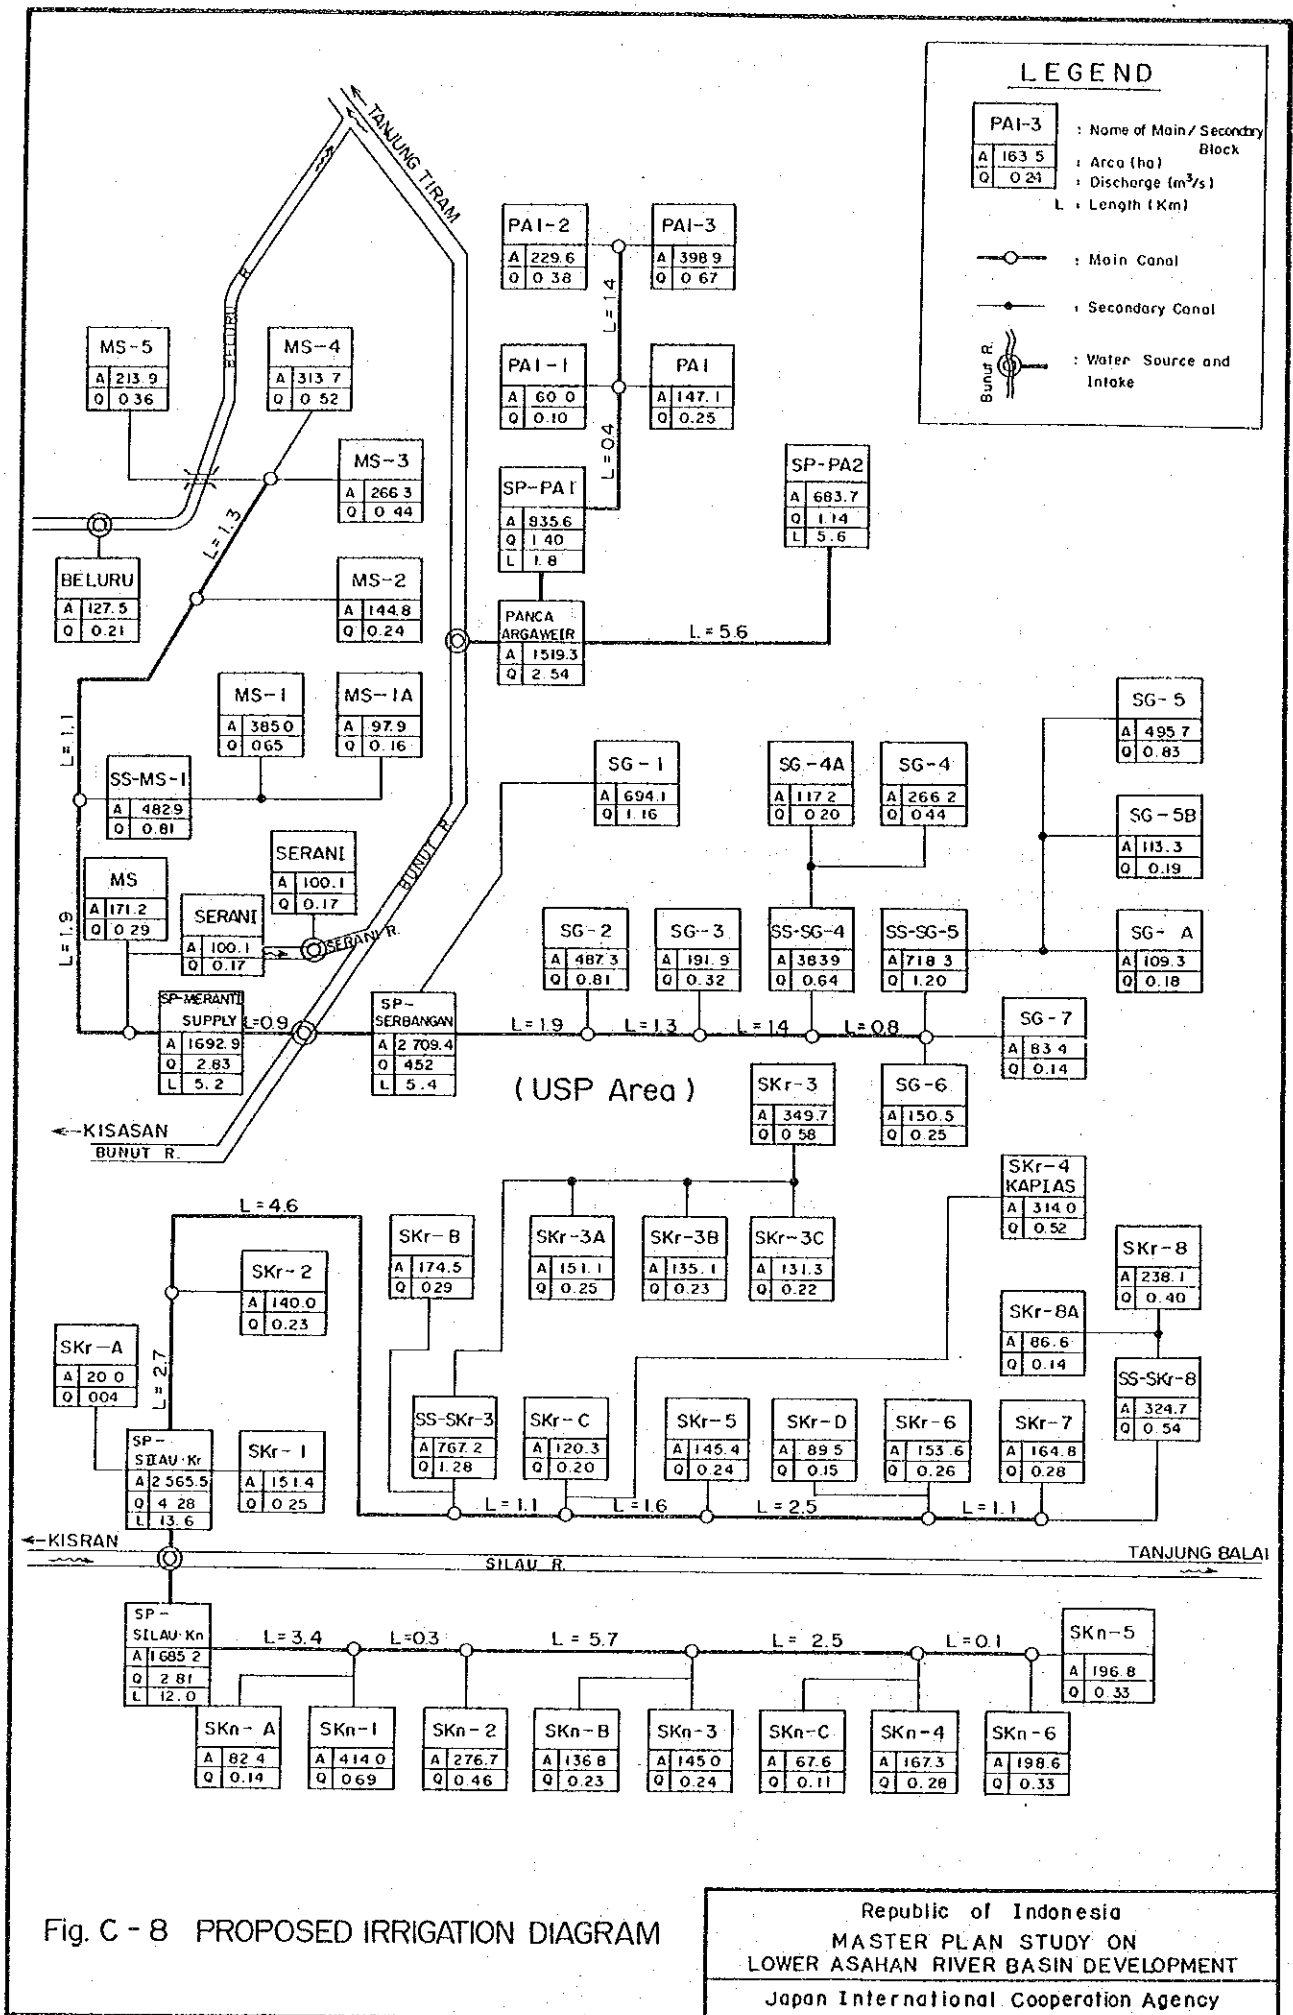 LEGEND
PAI-3
A 163 5
Q 0 24
: Name of Main/Secondary
Block
: Area (ha)
: Discharge (m³/s)
L : Length (Km)
: Main Canal
: Secondary Canal
Bunut R.
: Water Source and
Intake
TANJUNG TIRAM
BELURU R
PAI-2
A 229.6
Q 0 38
PAI-3
A 398 9
Q 0 67
L=1.4
MS-5
A 213.9
Q 0 36
MS-4
A 313 7
Q 0 52
PAI-1
A 60 0
Q 0.10
PAI
A 147.1
Q 0.25
L=0.4
MS-3
A 266 3
Q 0 44
L=1.3
SP-PAI
A 835.6
Q 1 40
L 1.8
SP-PA2
A 683.7
Q 1.14
L 5.6
BELURU
A 127.5
Q 0.21
MS-2
A 144.8
Q 0.24
PANCA
ARGAWEIR
A 1519.3
Q 2.54
L = 5.6
MS-1
A 3850
Q 065
MS-1A
A 97.9
Q 0.16
L=1.1
SS-MS-1
A 4829
Q 0.81
SG-1
A 694.1
Q 1.16
SG-4A
A 117 2
Q 0 20
SG-4
A 266 2
Q 0 44
SG-5
A 495 7
Q 0.83
SG-5B
A 113.3
Q 0.19
BUNUT R.
SERANI
A 100.1
Q 0.17
MS
A 171.2
Q 0 29
SERANI
A 100.1
Q 0.17
SERANI R.
L=1.9
SG-2
A 487.3
Q 0.81
SG-3
A 191.9
Q 0.32
SS-SG-4
A 3839
Q 0.64
SS-SG-5
A 718 3
Q 1.20
SG- A
A 109.3
Q 0.18
SP-MERANTI
SUPPLY
A 1692.9
Q 2.83
L 5.2
L=0.9
SP-
SERBANGAN
A 2 709.4
Q 452
L 5.4
L=1.9
L=1.3
L=1.4
L=0.8
SG-7
A 83 4
Q 0.14
(USP Area)
SKr-3
A 349.7
Q 0 58
SG-6
A 150.5
Q 0.25
KISASAN
BUNUT R.
L=4.6
SKr-4
KAPIAS
A 314 0
Q 0.52
SKr-B
A 174.5
Q 029
SKr-3A
A 151.1
Q 0.25
SKr-3B
A 135.1
Q 0.23
SKr-3C
A 131.3
Q 0.22
SKr-8
A 238.1
Q 0.40
SKr-2
A 140.0
Q 0.23
SKr-8A
A 86.6
Q 0.14
SKr-A
A 20 0
Q 004
L=2.7
SS-SKr-8
A 324.7
Q 0.54
SP-
SILAU·Kr
A 2 565.5
Q 4 28
L 13.6
SKr-1
A 151.4
Q 0.25
SS-SKr-3
A 767.2
Q 1.28
SKr-C
A 120.3
Q 0.20
SKr-5
A 145.4
Q 0.24
SKr-D
A 89 5
Q 0.15
SKr-6
A 153.6
Q 0.26
SKr-7
A 164.8
Q 0.28
L=1.1
L=1.6
L=2.5
L=1.1
KISRAN
SILAU R.
TANJUNG BALAI
SP-
SILAU·Kn
A 1685 2
Q 2 81
L 12.0
L=3.4
L=0.3
L=5.7
L= 2.5
L=0.1
SKn-5
A 196.8
Q 0.33
SKn- A
A 82 4
Q 0.14
SKn-1
A 414 0
Q 069
SKn-2
A 276.7
Q 0.46
SKn-B
A 136 8
Q 0.23
SKn-3
A 1450
Q 0.24
SKn-C
A 67.6
Q 0.11
SKn-4
A 167.3
Q 0.28
SKn-6
A 198.6
Q 0.33
Fig. C - 8 PROPOSED IRRIGATION DIAGRAM
Republic of Indonesia
MASTER PLAN STUDY ON
LOWER ASAHAN RIVER BASIN DEVELOPMENT
Japan International Cooperation Agency